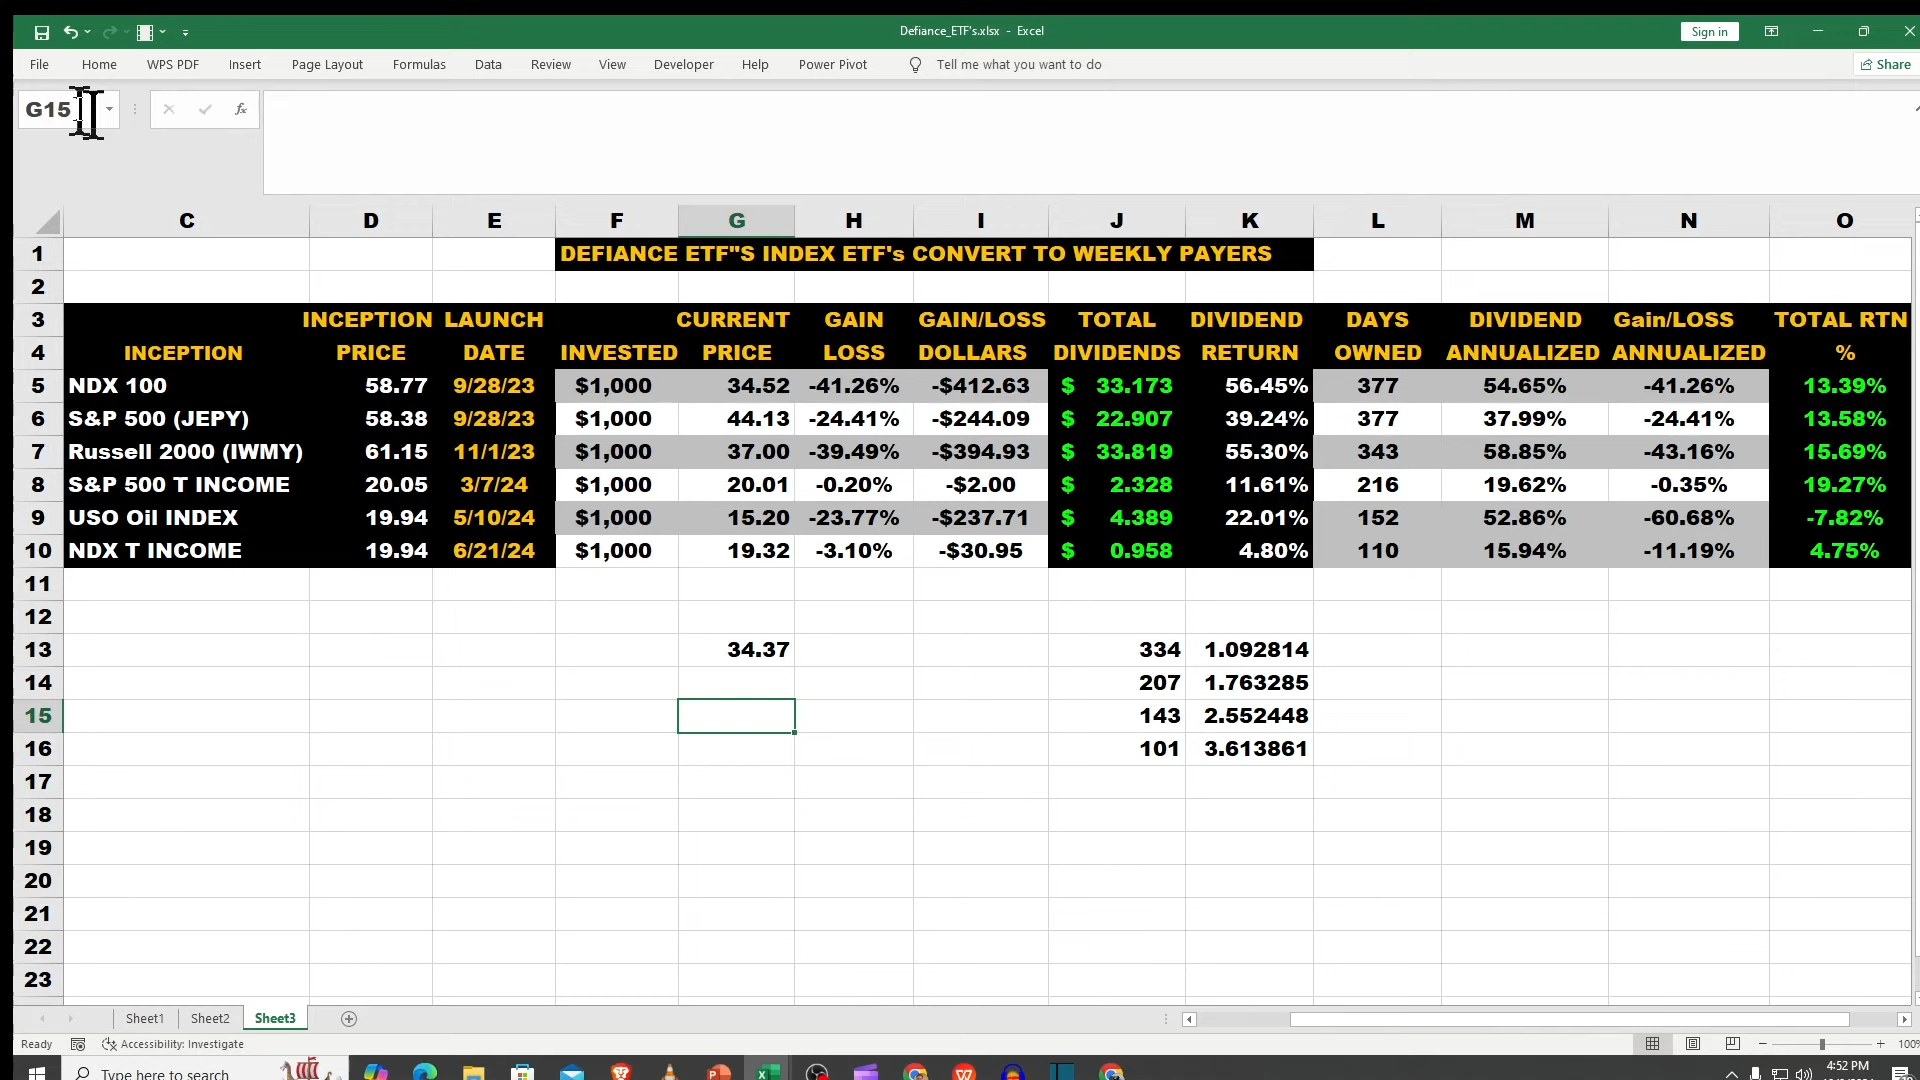 Defiance_ETF's.xlsx - Excel
Sign in
File Home WPS PDF Insert Page Layout Formulas Data Review View Developer Help Power Pivot Tell me what you want to do Share
G15 fx
C D E F G H I J K L M N O
1 DEFIANCE ETF"S INDEX ETF's CONVERT TO WEEKLY PAYERS
2
3 INCEPTION LAUNCH CURRENT GAIN GAIN/LOSS TOTAL DIVIDEND DAYS DIVIDEND Gain/LOSS TOTAL RTN
4 INCEPTION PRICE DATE INVESTED PRICE LOSS DOLLARS DIVIDENDS RETURN OWNED ANNUALIZED ANNUALIZED %
5 NDX 100 58.77 9/28/23 $1,000 34.52 -41.26% -$412.63 $ 33.173 56.45% 377 54.65% -41.26% 13.39%
6 S&P 500 (JEPY) 58.38 9/28/23 $1,000 44.13 -24.41% -$244.09 $ 22.907 39.24% 377 37.99% -24.41% 13.58%
7 Russell 2000 (IWMY) 61.15 11/1/23 $1,000 37.00 -39.49% -$394.93 $ 33.819 55.30% 343 58.85% -43.16% 15.69%
8 S&P 500 T INCOME 20.05 3/7/24 $1,000 20.01 -0.20% -$2.00 $ 2.328 11.61% 216 19.62% -0.35% 19.27%
9 USO Oil INDEX 19.94 5/10/24 $1,000 15.20 -23.77% -$237.71 $ 4.389 22.01% 152 52.86% -60.68% -7.82%
10 NDX T INCOME 19.94 6/21/24 $1,000 19.32 -3.10% -$30.95 $ 0.958 4.80% 110 15.94% -11.19% 4.75%
11
12
13 34.37 334 1.092814
14 207 1.763285
15 143 2.552448
16 101 3.613861
17
18
19
20
21
22
23
Sheet1 Sheet2 Sheet3
Ready Accessibility: Investigate 100%
Type here to search 4:52 PM